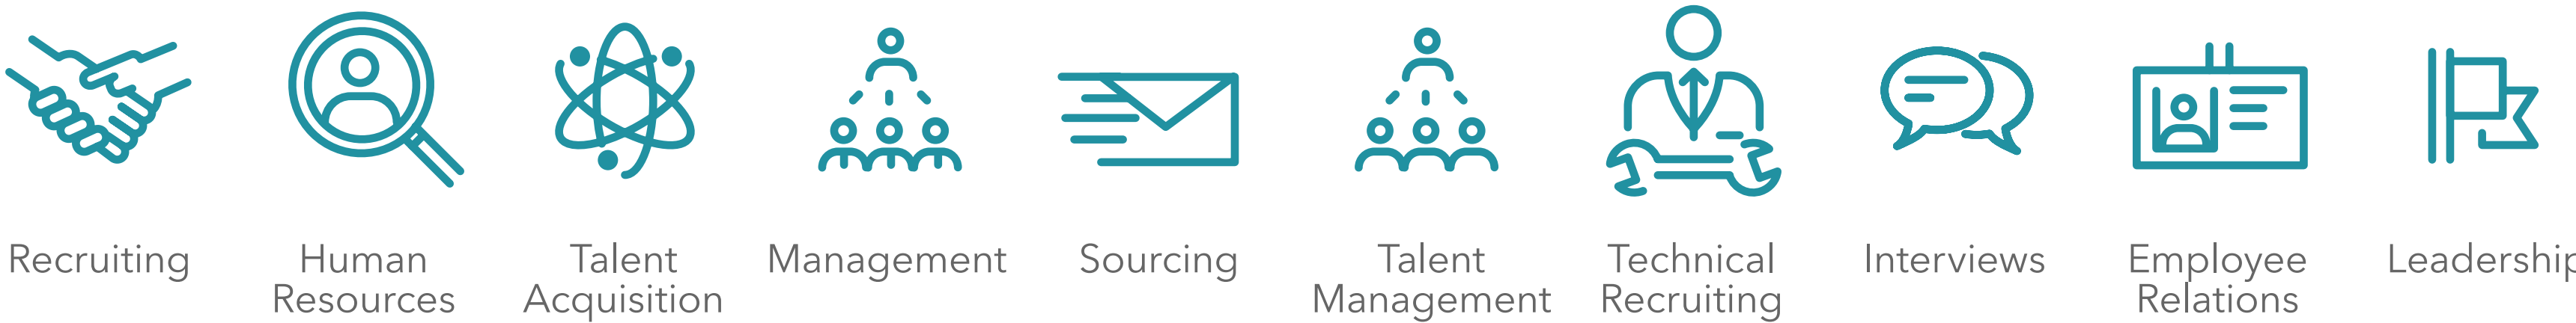 Recruiting
Human
Resources
Talent
Acquisition
Management
Sourcing
Talent
Management
Technical
Recruiting
Interviews
Employee
Relations
Leadership